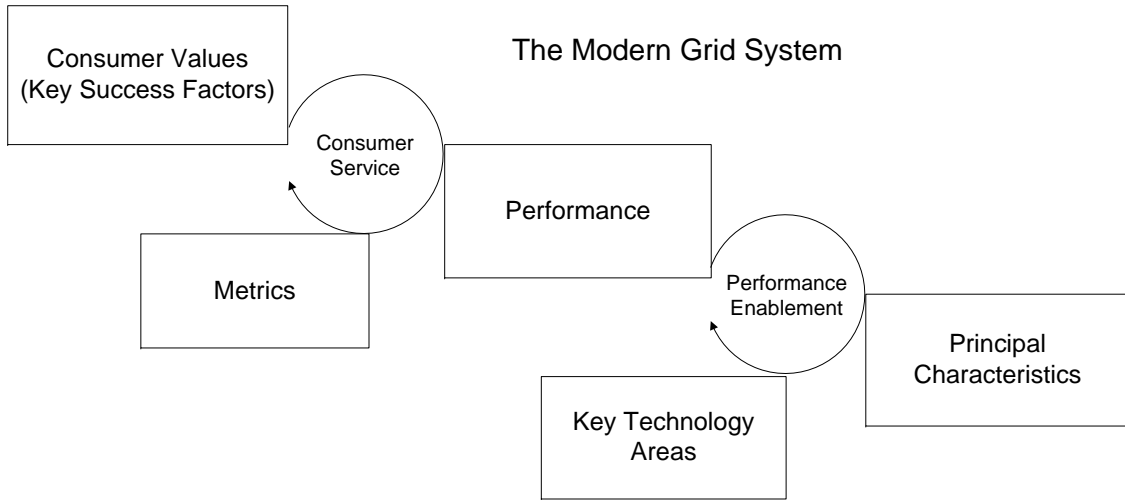 The Modern Grid System
Consumer Values
(Key Success Factors)
Consumer
Service
Performance
Metrics
Performance
Enablement
Principal
Characteristics
Key Technology
Areas